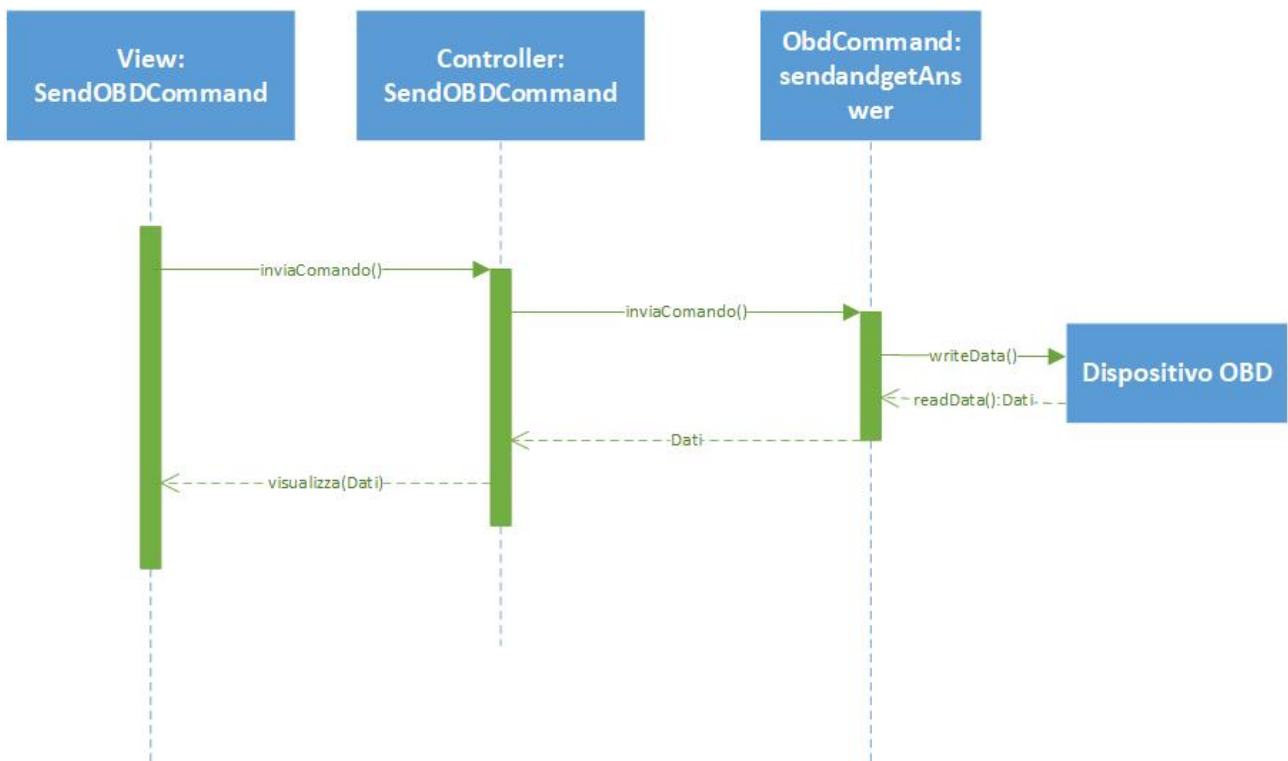 View:
SendOBDCommand
Controller:
SendOBDCommand
ObdCommand:
sendandgetAns
wer
inviaComando()
inviaComando()
writeData()
Dispositivo OBD
readData():Dati
Dati
visualizza(Dati)